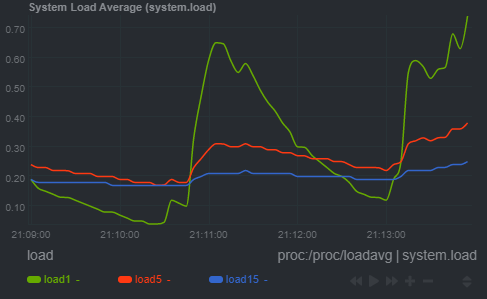 System Load Average (system.load)
0.70
0.60
0.50
0.40
0.30
0.20
0.10
21:09:00 21:10:00 21:11:00 21:12:00 21:13:00
load proc:/proc/loadavg | system.load
load1 - load5 - load15 -